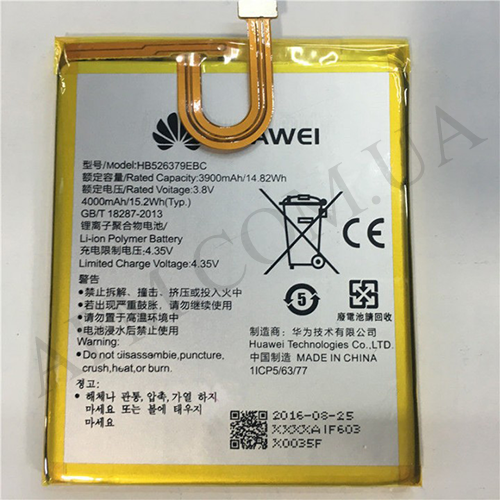 HUAWEI
型号/Model:HB526379EBC
额定容量/Rated Capacity:3900mAh/14.82Wh
额定电压/Rated Voltage:3.8V
4000mAh/15.2Wh(Typ.)
GB/T 18287-2013
锂离子聚合物电池/
Li-ion Polymer Battery
充电限制电压/4.35V
Limited Charge Voltage:4.35V
警告:
•禁止拆解、撞击、挤压或投入火中
•若出现严重鼓胀,请勿继续使用
•请勿置于高温环境中
•电池浸水后禁止使用
Warning:
•Do not disassemble,puncture,
crush,heat,or burn.
경고:
•해체나 관통,압축,가열 하지
마세요 또는 불에 태우지
마세요
5
廢電池請回收
制造商:华为技术有限公司
Huawei Technologies Co.,Ltd.
中国制造 MADE IN CHINA
1ICP5/63/77
2016-08-25
XXXXAIF603
X0035F